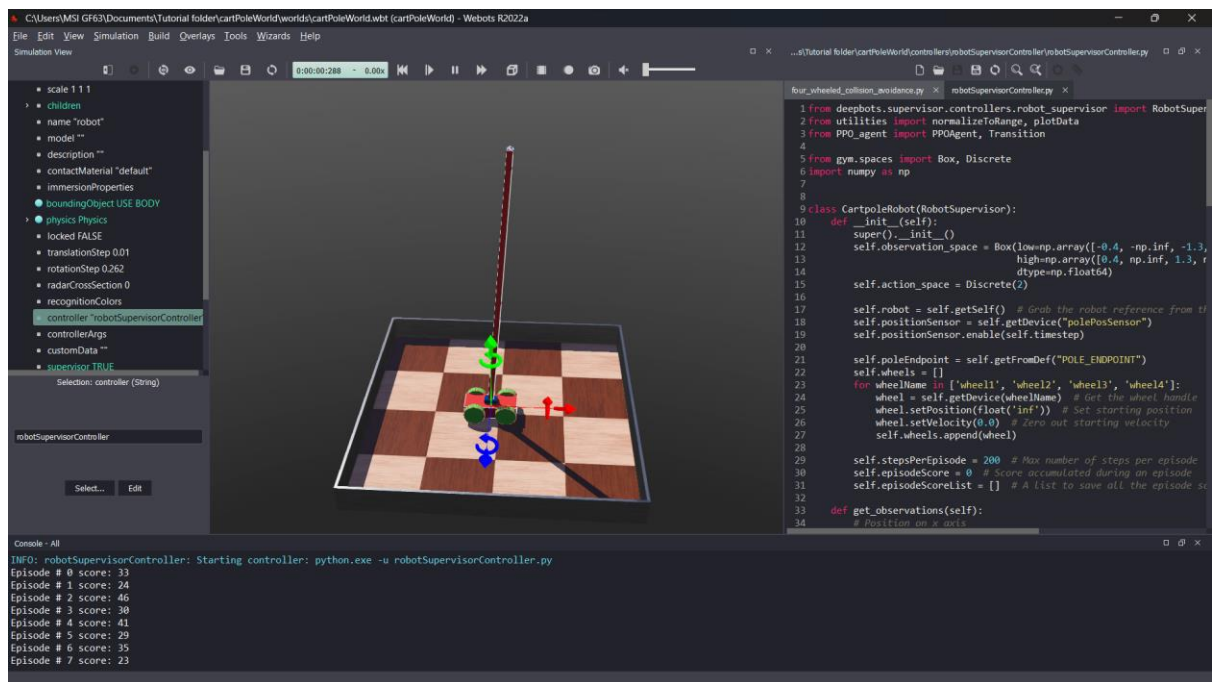 C:\Users\MSI GF63\Documents\Tutorial folder\cartPoleWorld\worlds\cartPoleWorld.wbt (cartPoleWorld) - Webots R2022a
File Edit View Simulation Build Overlays Tools Wizards Help
Simulation View
0:00:00:288 - 0.00x
scale 1 1 1
children
name "robot"
model ""
description ""
contactMaterial "default"
immersionProperties
boundingObject USE BODY
physics Physics
locked FALSE
translationStep 0.01
rotationStep 0.262
radarCrossSection 0
recognitionColors
controller "robotSupervisorController"
controllerArgs
customData ""
supervisor TRUE
Selection: controller (String)
robotSupervisorController
Select... Edit
...s\Tutorial folder\cartPoleWorld\controllers\robotSupervisorController\robotSupervisorController.py
four_wheeled_collision_avoidance.py × robotSupervisorController.py ×
1 from deepbots.supervisor.controllers.robot_supervisor import RobotSuper
2 from utilities import normalizeToRange, plotData
3 from PPO_agent import PPOAgent, Transition
4
5 from gym.spaces import Box, Discrete
6 import numpy as np
7
8
9 class CartpoleRobot(RobotSupervisor):
10 def __init__(self):
11 super().__init__()
12 self.observation_space = Box(low=np.array([-0.4, -np.inf, -1.3,
13 high=np.array([0.4, np.inf, 1.3,
14 dtype=np.float64)
15 self.action_space = Discrete(2)
16
17 self.robot = self.getSelf() # Grab the robot reference from th
18 self.positionSensor = self.getDevice("polePosSensor")
19 self.positionSensor.enable(self.timestep)
20
21 self.poleEndpoint = self.getFromDef("POLE_ENDPOINT")
22 self.wheels = []
23 for wheelName in ['wheel1', 'wheel2', 'wheel3', 'wheel4']:
24 wheel = self.getDevice(wheelName) # Get the wheel handle
25 wheel.setPosition(float('inf')) # Set starting position
26 wheel.setVelocity(0.0) # Zero out starting velocity
27 self.wheels.append(wheel)
28
29 self.stepsPerEpisode = 200 # Max number of steps per episode
30 self.episodeScore = 0 # Score accumulated during an episode
31 self.episodeScoreList = [] # A list to save all the episode sc
32
33 def get_observations(self):
34 # Position on x axis
Console - All
INFO: robotSupervisorController: Starting controller: python.exe -u robotSupervisorController.py
Episode # 0 score: 33
Episode # 1 score: 24
Episode # 2 score: 46
Episode # 3 score: 30
Episode # 4 score: 41
Episode # 5 score: 29
Episode # 6 score: 35
Episode # 7 score: 23